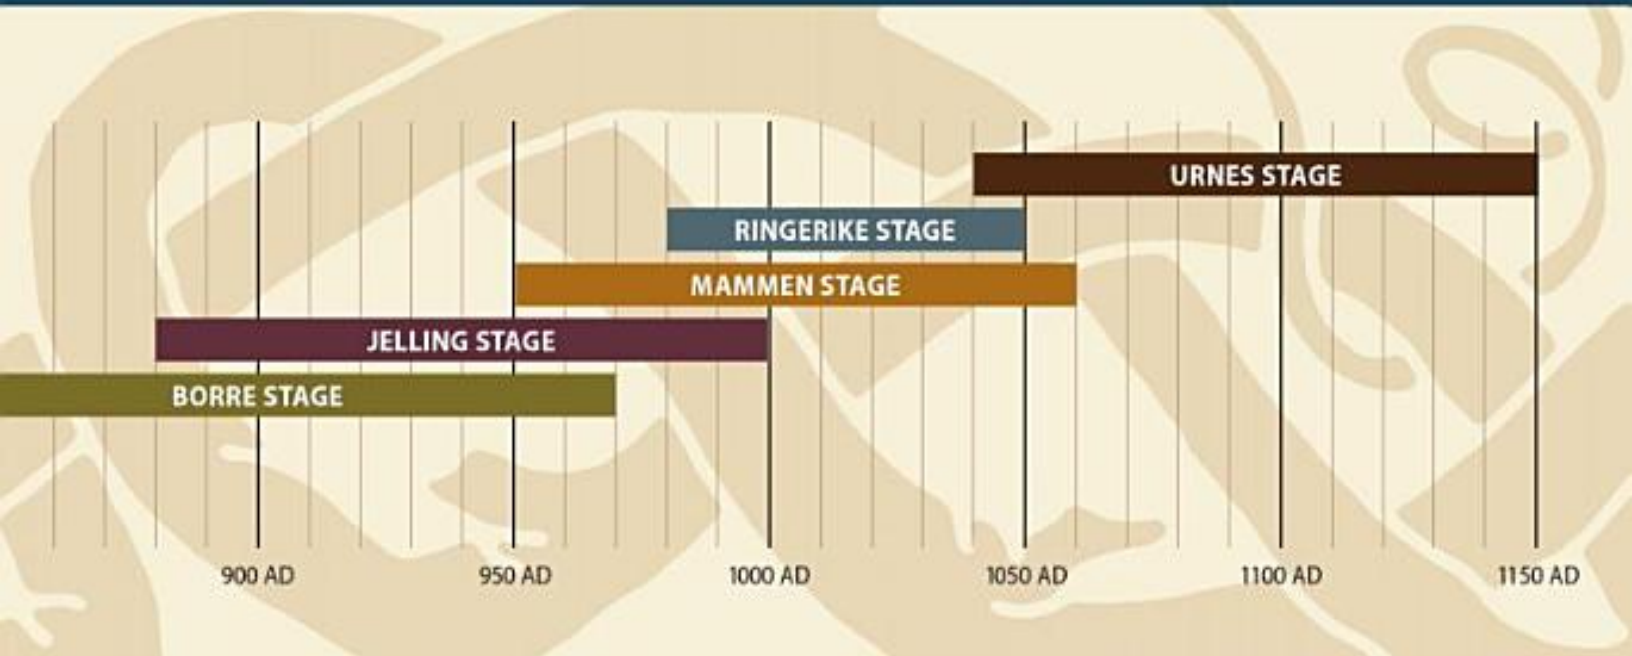 URNES STAGE
RINGERIKE STAGE
MAMMEN STAGE
JELLING STAGE
BORRE STAGE
900 AD 950 AD 1000 AD 1050 AD 1100 AD 1150 AD